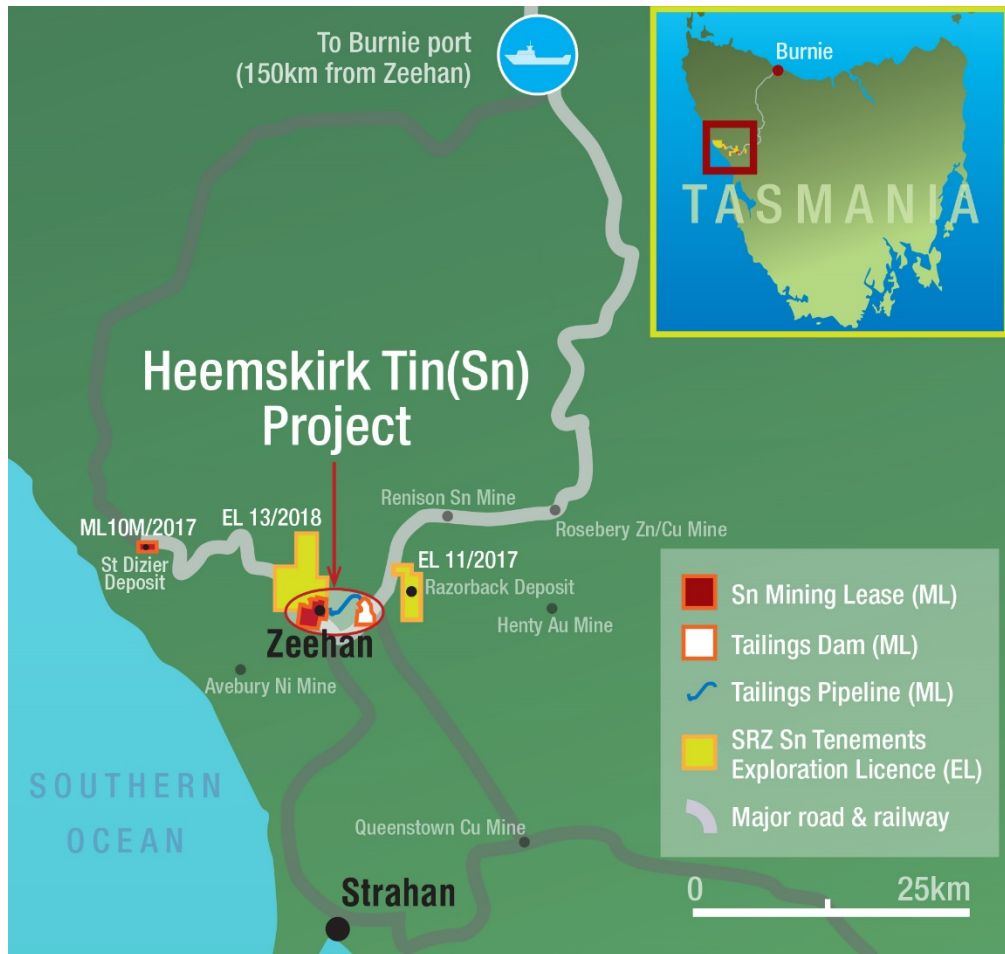 To Burnie port
(150km from Zeehan)
Burnie
TASMANIA
Heemskirk Tin(Sn)
Project
Renison Sn Mine
Rosebery Zn/Cu Mine
ML10M/2017
EL 13/2018
St Dizier
Deposit
EL 11/2017
Razorback Deposit
Henty Au Mine
Zeehan
Avebury Ni Mine
Sn Mining Lease (ML)
Tailings Dam (ML)
Tailings Pipeline (ML)
SRZ Sn Tenements
Exploration Licence (EL)
Major road & railway
SOUTHERN
OCEAN
Queenstown Cu Mine
Strahan
0 25km